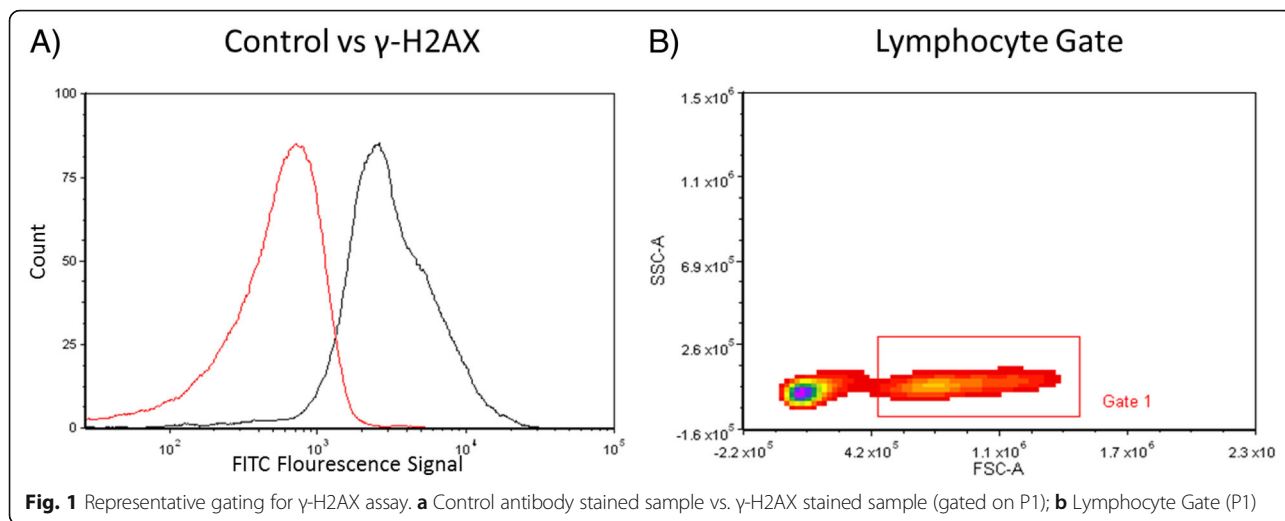 A) Control vs γ-H2AX
100
75
50
25
0
Count
10² 10³ 10⁴ 10⁵
FITC Flourescence Signal
B) Lymphocyte Gate
1.5 x10⁶
1.1 x10⁶
6.9 x10⁵
2.6 x10⁵
-1.6 x10⁵
SSC-A
Gate 1
-2.2 x10⁵ 4.2 x10⁵ 1.1 x10⁶ 1.7 x10⁶ 2.3 x10
FSC-A
Fig. 1 Representative gating for γ-H2AX assay. a Control antibody stained sample vs. γ-H2AX stained sample (gated on P1); b Lymphocyte Gate (P1)